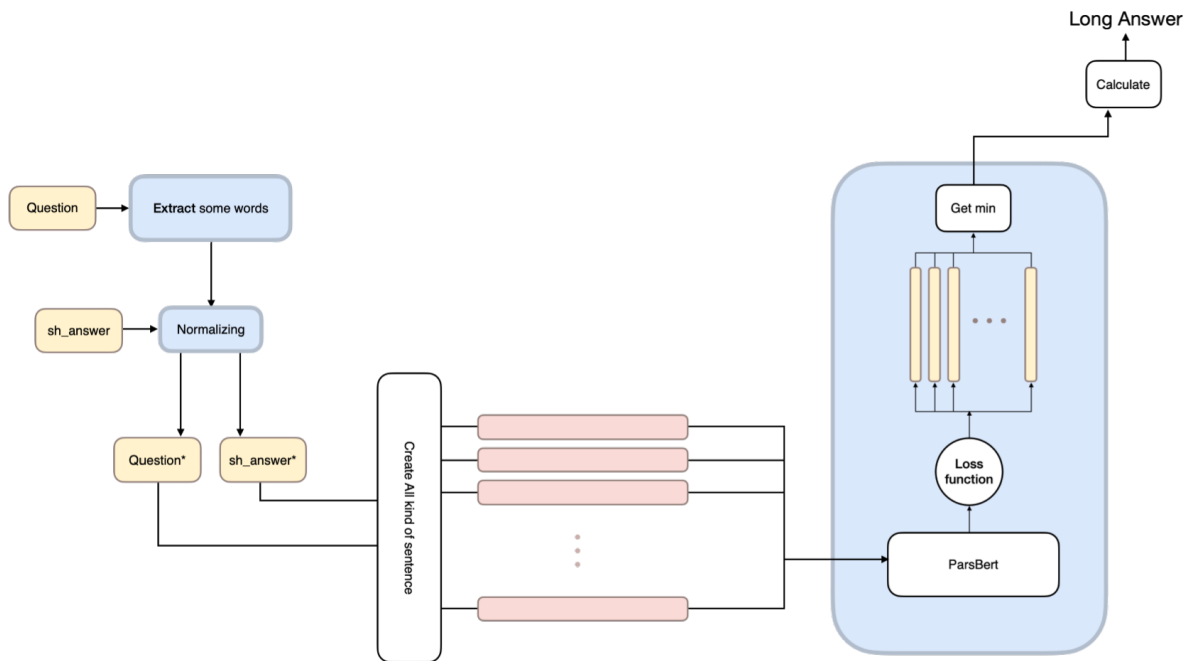 Long Answer
Calculate
Question
Extract some words
Get min
sh_answer
Normalizing
Question*
sh_answer*
Create All kind of sentence
Loss
function
ParsBert